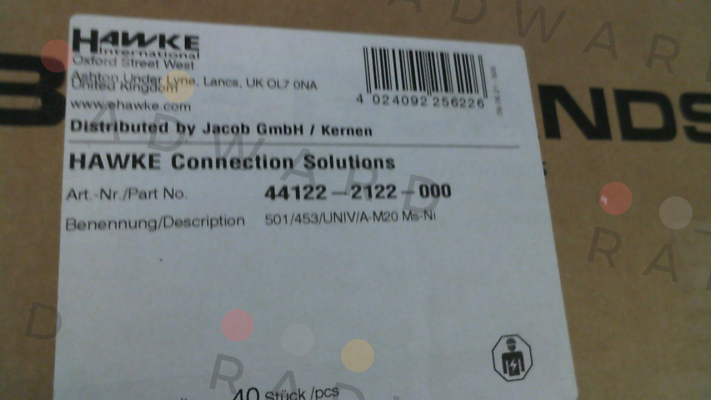 HAWKE
International
Oxford Street West
Ashton Under Lyne, Lancs, UK OL7 0NA
United Kingdom
www.ehawke.com
4 024092 256226
Distributed by Jacob GmbH / Kernen
HAWKE Connection Solutions
Art.-Nr./Part No. 44122-2122-000
Benennung/Description 501/453/UNIV/A-M20 Ms-Ni
40 Stück/pcs
NDS
RADWARD